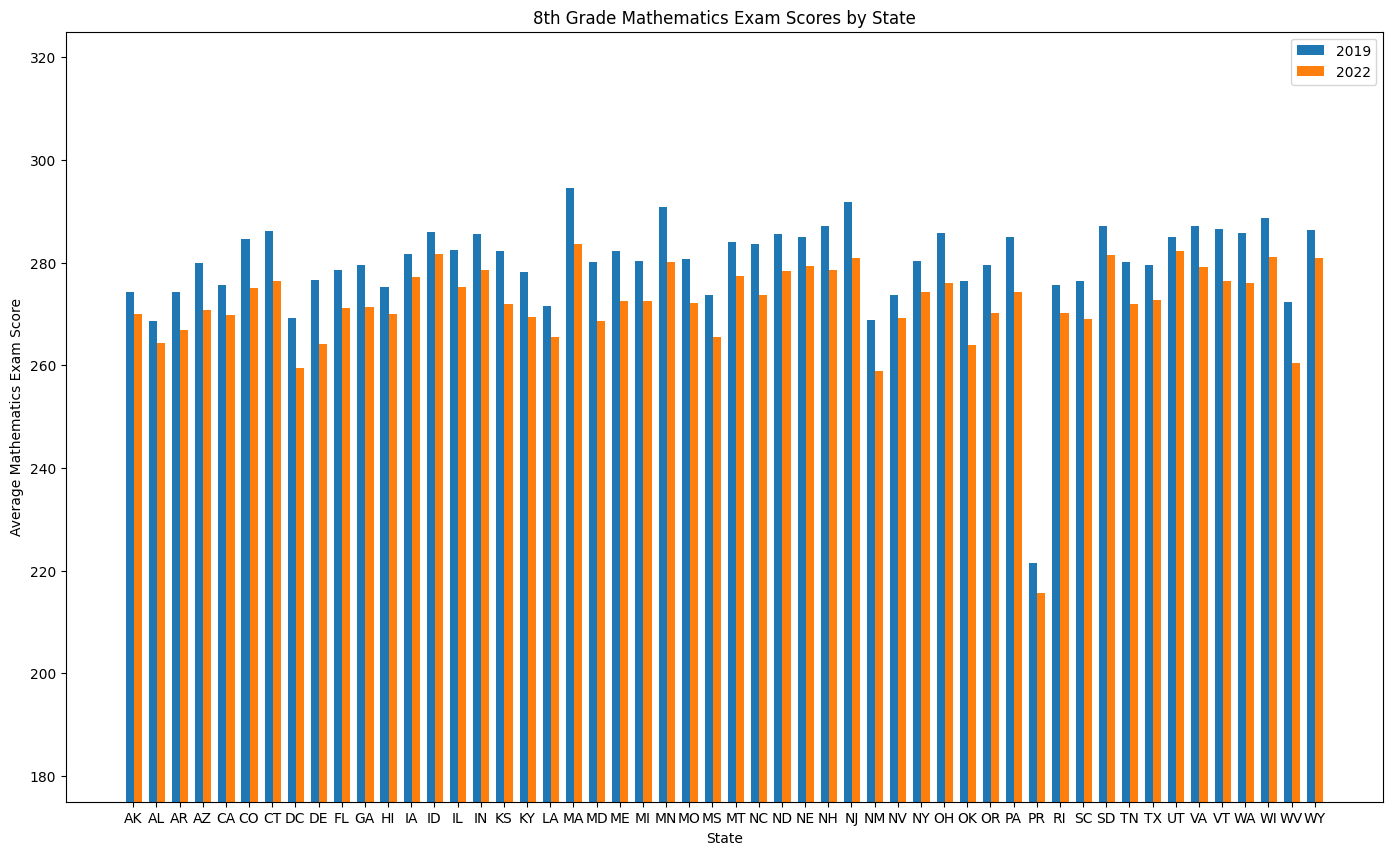 8th Grade Mathematics Exam Scores by State
2019
2022
Average Mathematics Exam Score
320
300
280
260
240
220
200
180
AK AL AR AZ CA CO CT DC DE FL GA HI IA ID IL IN KS KY LA MA MD ME MI MN MO MS MT NC ND NE NH NJ NM NV NY OH OK OR PA PR RI SC SD TN TX UT VA VT WA WI WV WY
State